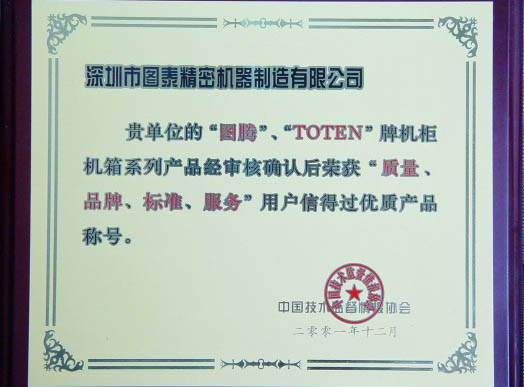 深圳市图泰精密机器制造有限公司
贵单位的“图腾”、“TOTEN”牌机柜
机箱系列产品经审核确认后荣获“质量、
品牌、标准、服务”用户信得过优质产品
称号。
中国技术监督情报协会
二零零一年十二月